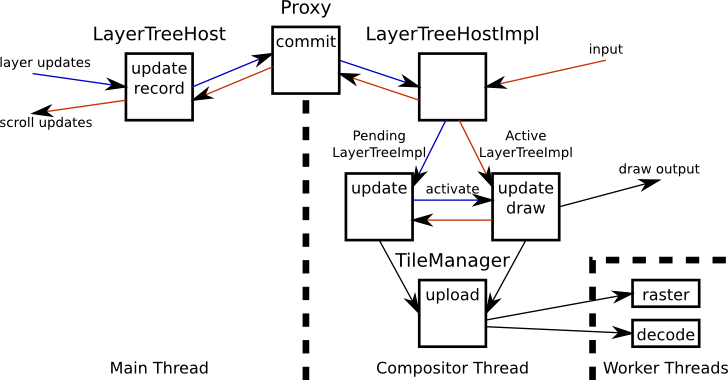 Proxy
LayerTreeHost
LayerTreeHostImpl
commit
input
layer updates
update
record
scroll updates
Pending
LayerTreeImpl
Active
LayerTreeImpl
draw output
update
activate
update
draw
TileManager
upload
raster
decode
Main Thread
Compositor Thread
Worker Threads